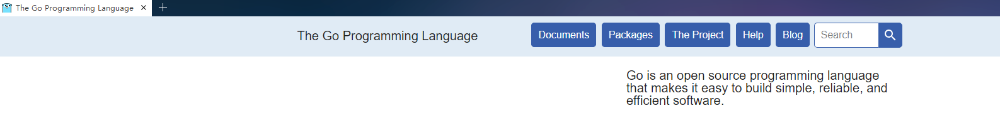 The Go Programming Language
The Go Programming Language
Documents
Packages
The Project
Help
Blog
Search
Go is an open source programming language
that makes it easy to build simple, reliable, and
efficient software.